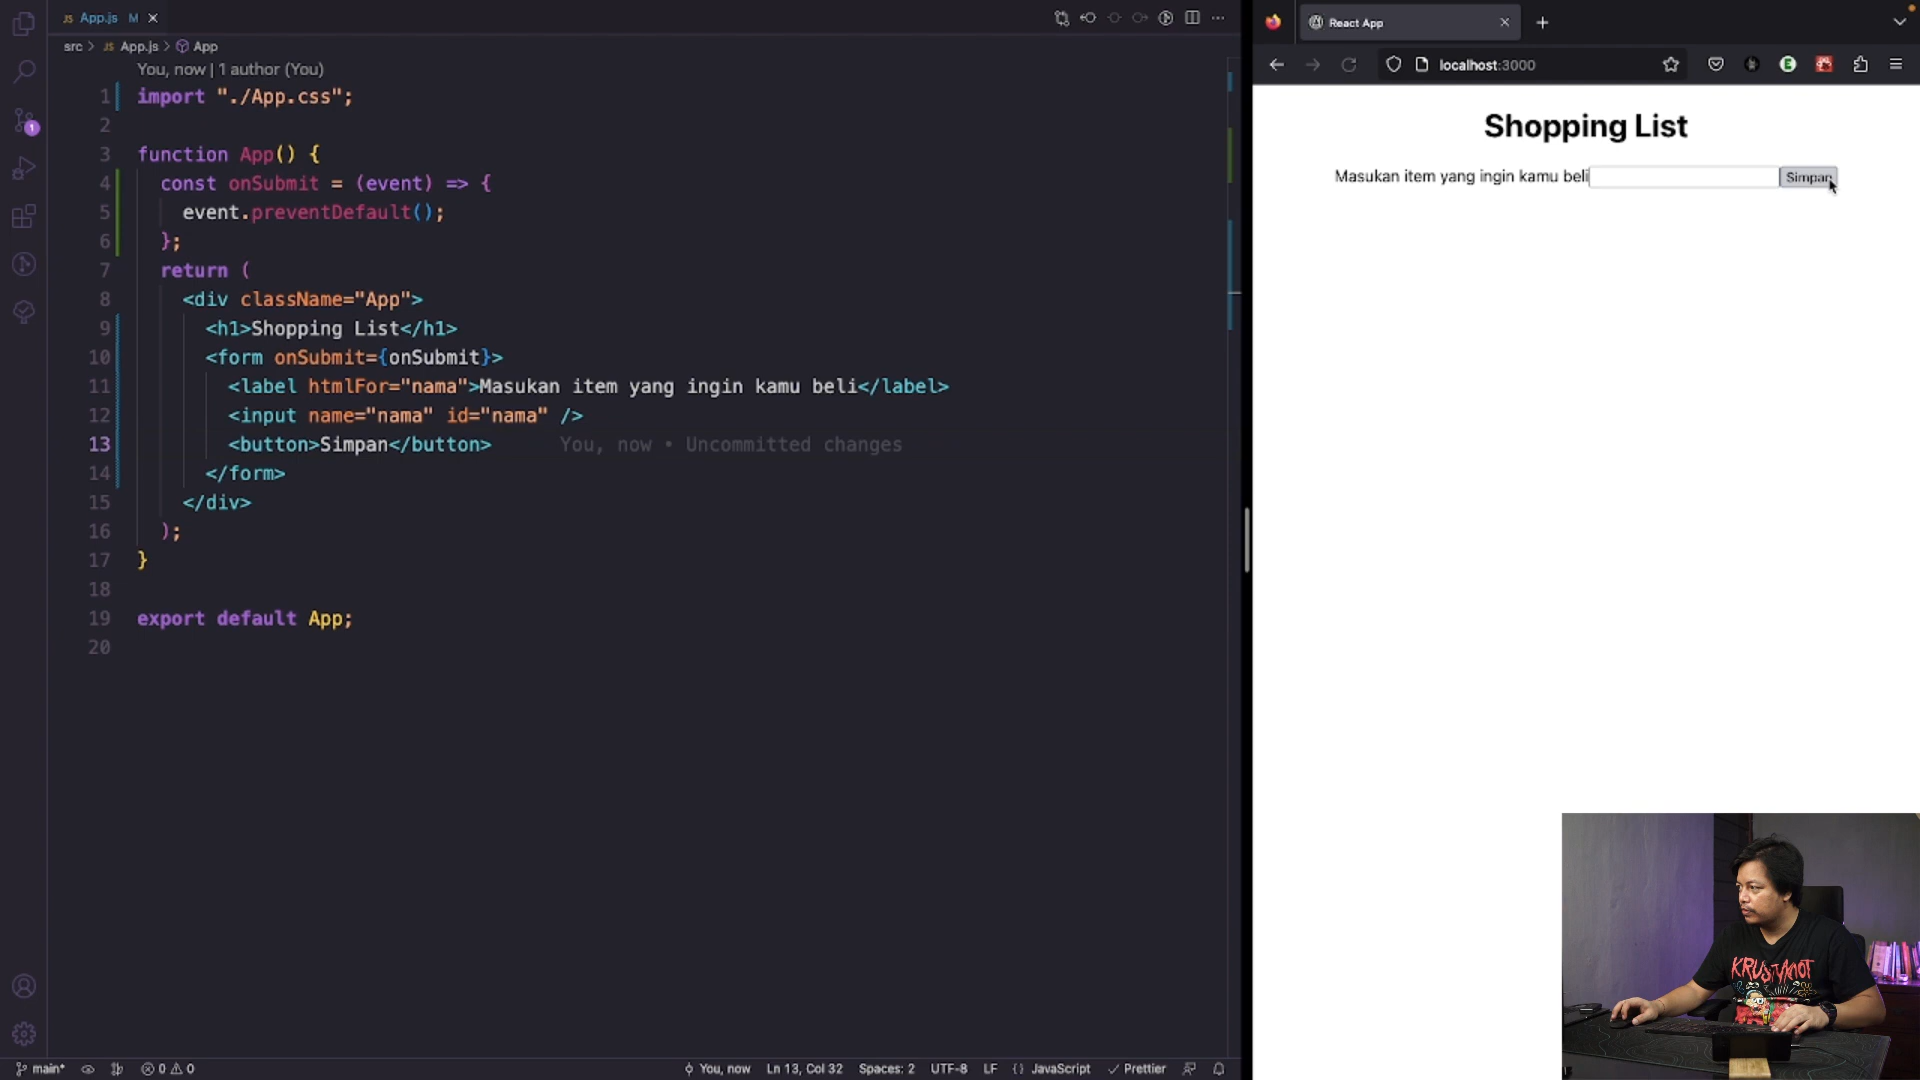 App.js M
src > App.js > App
You, now | 1 author (You)
1 import "./App.css";
2
3 function App() {
4 const onSubmit = (event) => {
5 event.preventDefault();
6 };
7 return (
8 <div className="App">
9 <h1>Shopping List</h1>
10 <form onSubmit={onSubmit}>
11 <label htmlFor="nama">Masukan item yang ingin kamu beli</label>
12 <input name="nama" id="nama" />
13 <button>Simpan</button> You, now • Uncommitted changes
14 </form>
15 </div>
16 );
17 }
18
19 export default App;
20
main* 0 0 You, now Ln 13, Col 32 Spaces: 2 UTF-8 LF {} JavaScript Prettier
1
React App
localhost:3000
Shopping List
Masukan item yang ingin kamu beli Simpan
KRUSTYKNOT